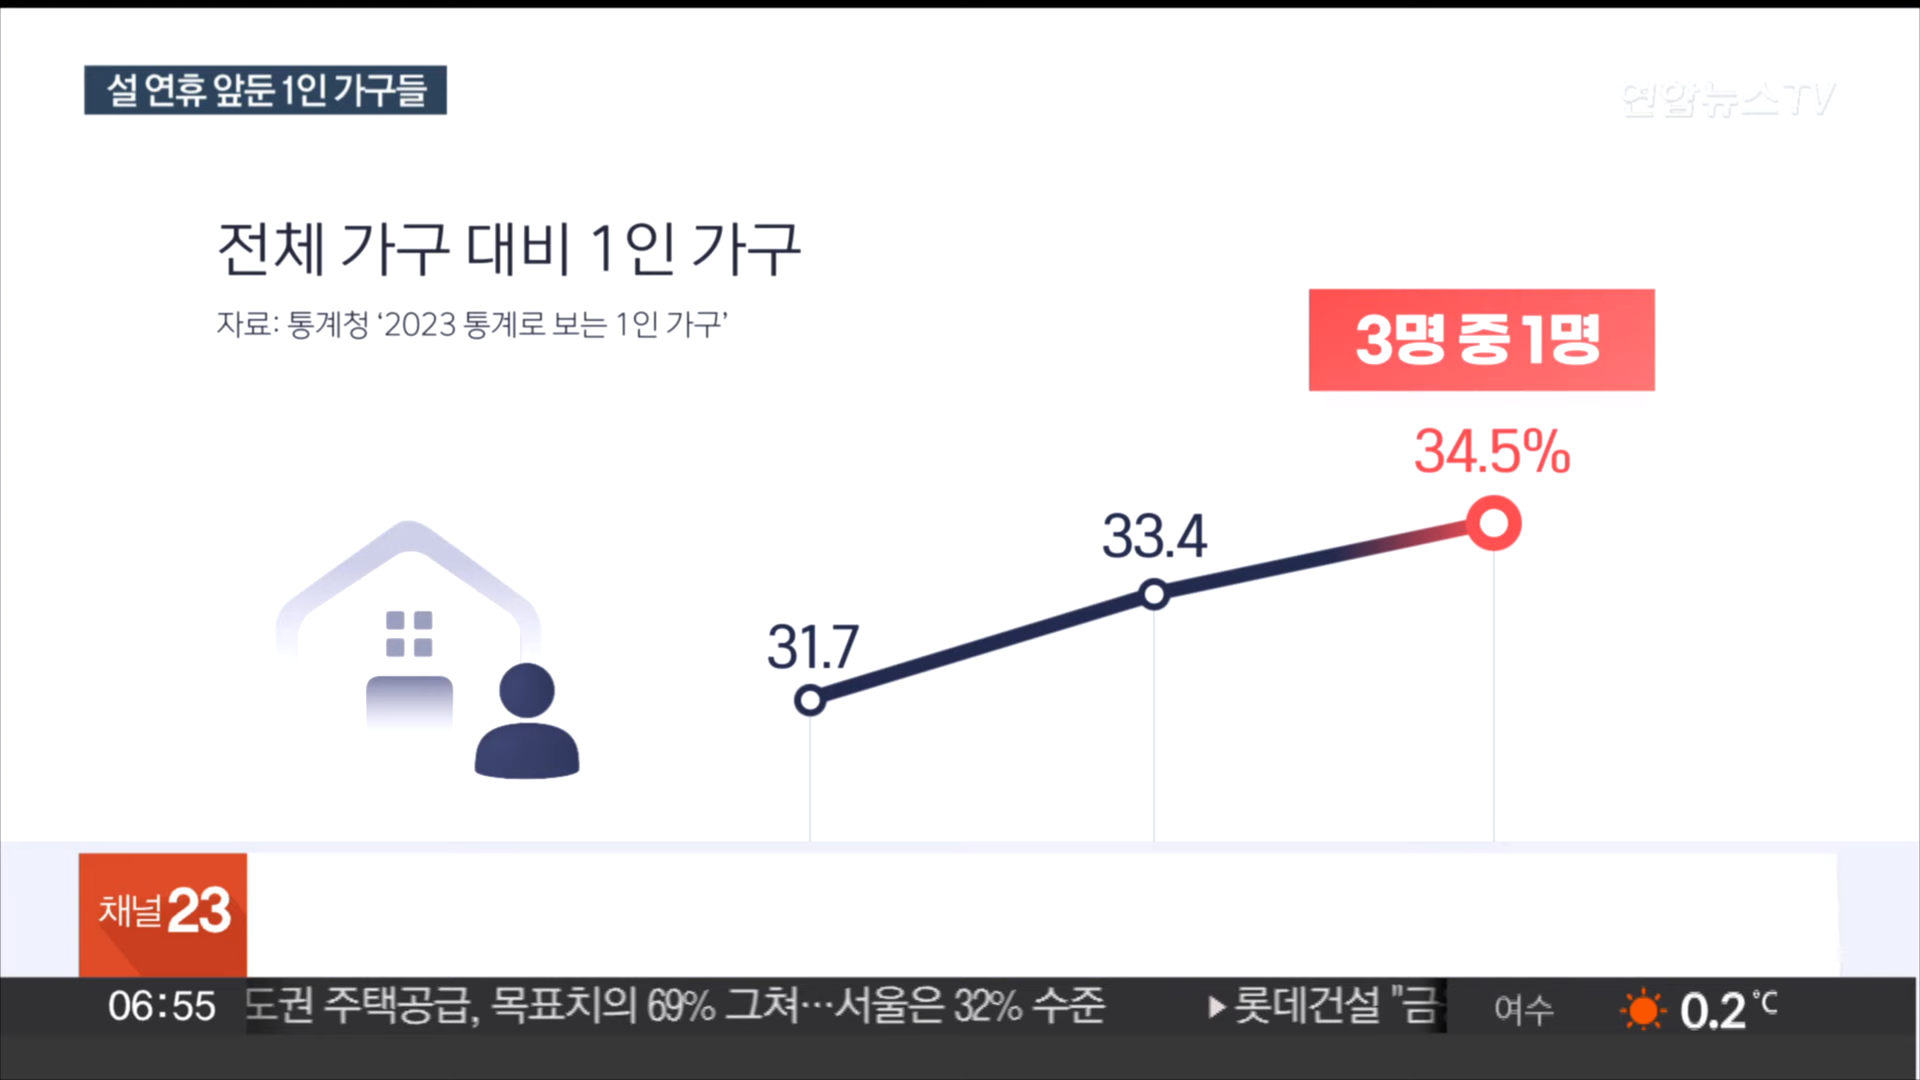 설 연휴 앞둔 1인 가구들
연합뉴스TV
전체 가구 대비 1인 가구
자료: 통계청 ‘2023 통계로 보는 1인 가구’
3명 중 1명
34.5%
33.4
31.7
채널23
06:55 도권 주택공급, 목표치의 69% 그쳐…서울은 32% 수준 ▶롯데건설 "금 여수 0.2℃